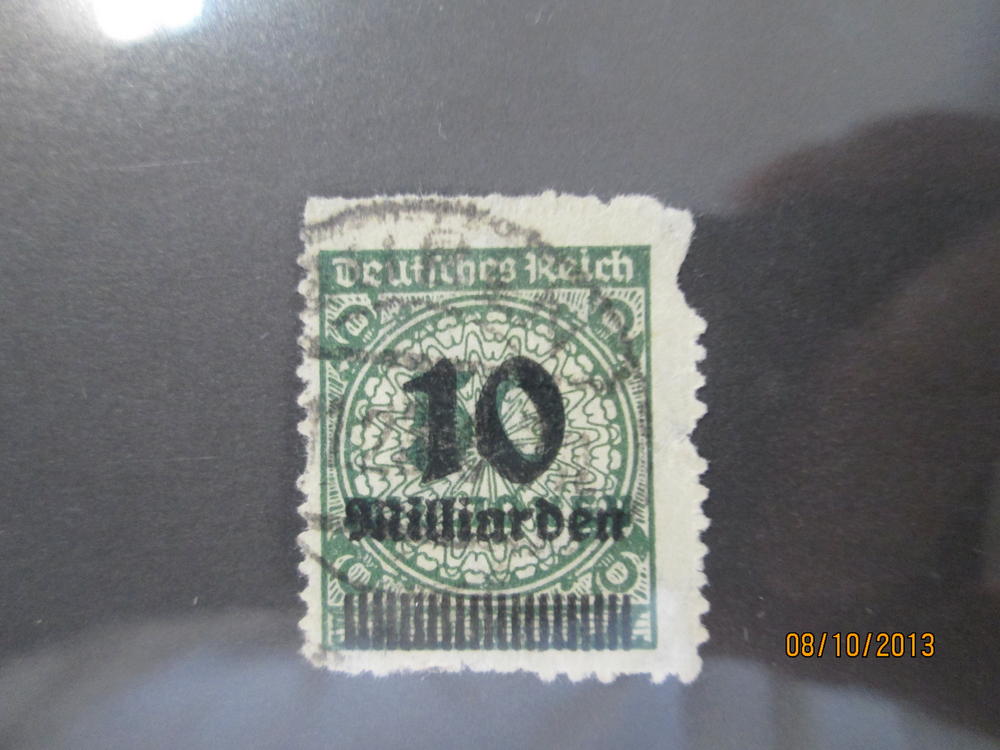 Deutsches Reich
10
Milliarden
08/10/2013